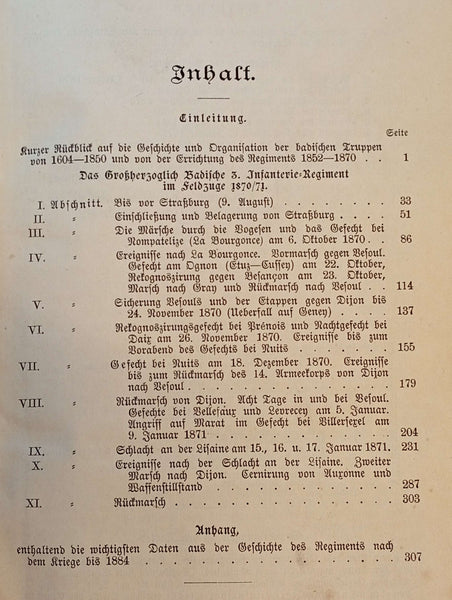 Inhalt.
Einleitung.
Seite
Kurzer Rückblick auf die Geschichte und Organisation der badischen Truppen
von 1604—1850 und von der Errichtung des Regiments 1852—1870 . . 1
Das Großherzoglich Badische 3. Infanterie-Regiment
im Feldzuge 1870/71.
I. Abschnitt. Bis vor Straßburg (9. August) . . . . . . . 33
II. " Einschließung und Belagerung von Straßburg . . . . 51
III. " Die Märsche durch die Vogesen und das Gefecht bei
Nompatelize (La Bourgonce) am 6. Oktober 1870 . . 86
IV. " Ereignisse nach La Bourgonce. Vormarsch gegen Vesoul.
Gefecht am Ognon (Etuz—Cussey) am 22. Oktober,
Rekognoszirung gegen Besançon am 23. Oktober,
Marsch nach Gray und Rückmarsch nach Vesoul . . 114
V. " Sicherung Vesouls und der Etappen gegen Dijon bis
24. November 1870 (Ueberfall auf Geney) . . . . 137
VI. " Rekognoszirungsgefecht bei Prénois und Nachtgefecht bei
Daix am 26. November 1870. Ereignisse bis zum
Vorabend des Gefechts bei Nuits . . . . . . . 155
VII. " Gefecht bei Nuits am 18. Dezember 1870. Ereignisse
bis zum Rückmarsch des 14. Armeekorps von Dijon
nach Vesoul . . . . . . . . . . . . . 179
VIII. " Rückmarsch von Dijon. Acht Tage in und bei Vesoul.
Gefechte bei Vellefaux und Levrecey am 5. Januar.
Angriff auf Marat im Gefecht bei Villersexel am
9. Januar 1871 . . . . . . . . . . . . 204
IX. " Schlacht an der Lisaine am 15., 16. u. 17. Januar 1871. 231
X. " Ereignisse nach der Schlacht an der Lisaine. Zweiter
Marsch nach Dijon. Cernirung von Auxonne und
Waffenstillstand . . . . . . . . . . . . 287
XI. " Rückmarsch . . . . . . . . . . . . . 303
Anhang,
enthaltend die wichtigsten Daten aus der Geschichte des Regiments nach
dem Kriege bis 1884 . . . . . . . . . . . . . . 307